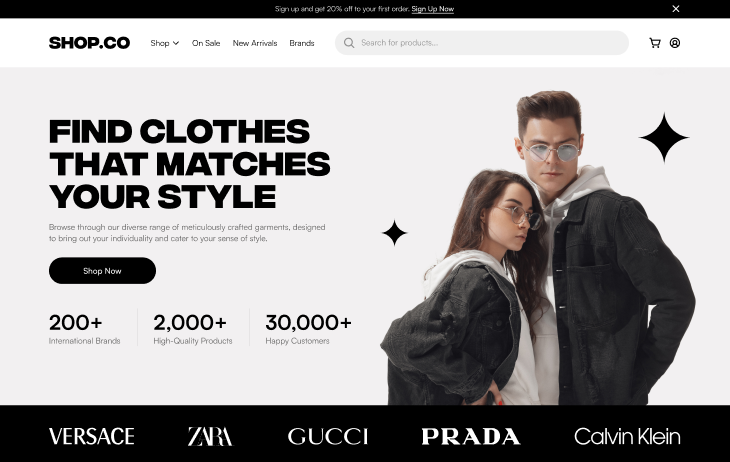 Sign up and get 20% off to your first order. Sign Up Now
SHOP.CO
Shop
On Sale
New Arrivals
Brands
Search for products...
FIND CLOTHES
THAT MATCHES
YOUR STYLE
Browse through our diverse range of meticulously crafted garments, designed
to bring out your individuality and cater to your sense of style.
Shop Now
200+
International Brands
2,000+
High-Quality Products
30,000+
Happy Customers
VERSACE
ZARA
GUCCI
PRADA
Calvin Klein